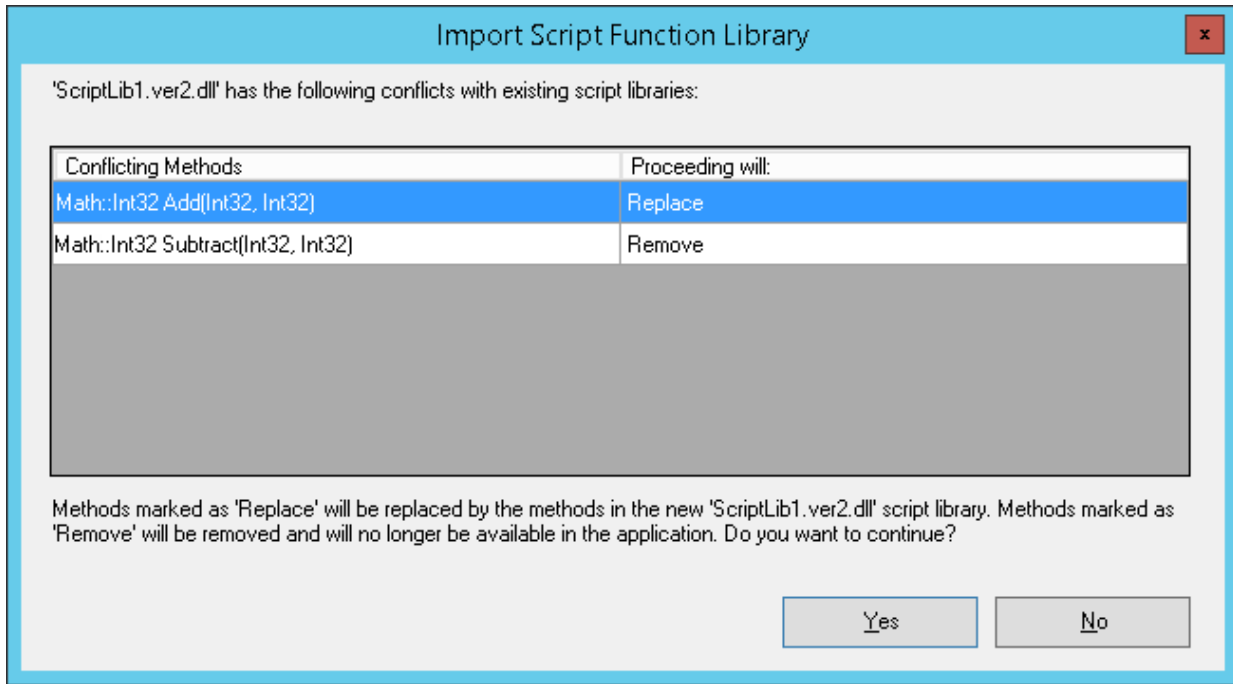 Import Script Function Library
x
'ScriptLib1.ver2.dll' has the following conflicts with existing script libraries:
Conflicting Methods Proceeding will:
Math::Int32 Add(Int32, Int32) Replace
Math::Int32 Subtract(Int32, Int32) Remove
Methods marked as 'Replace' will be replaced by the methods in the new 'ScriptLib1.ver2.dll' script library. Methods marked as
'Remove' will be removed and will no longer be available in the application. Do you want to continue?
Yes No